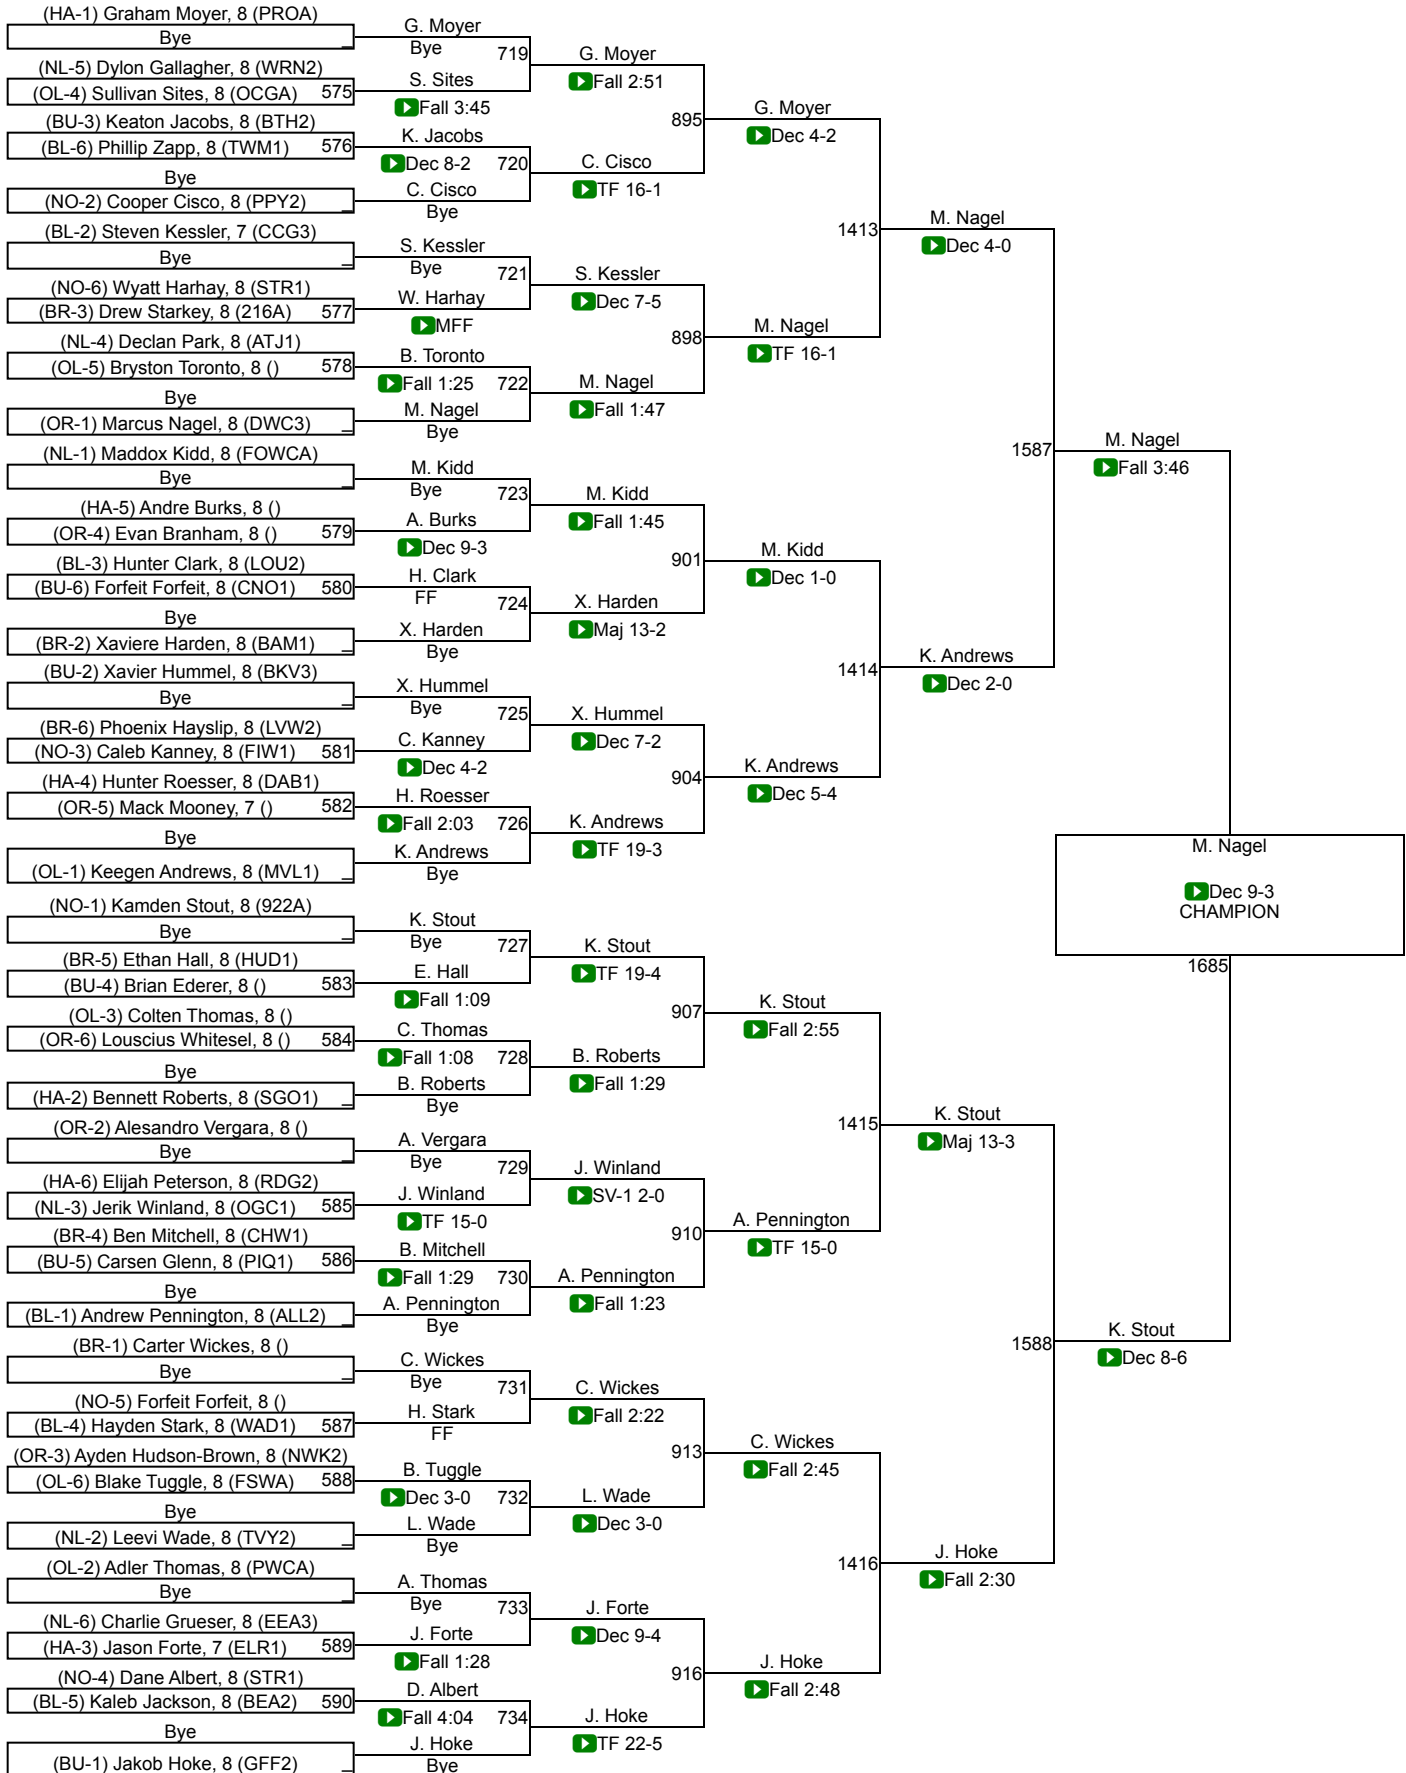 (HA-1) Graham Moyer, 8 (PROA)
Bye _
(NL-5) Dylon Gallagher, 8 (WRN2)
(OL-4) Sullivan Sites, 8 (OCGA) 575
(BU-3) Keaton Jacobs, 8 (BTH2)
(BL-6) Phillip Zapp, 8 (TWM1) 576
Bye
(NO-2) Cooper Cisco, 8 (PPY2) _
(BL-2) Steven Kessler, 7 (CCG3)
Bye _
(NO-6) Wyatt Harhay, 8 (STR1)
(BR-3) Drew Starkey, 8 (216A) 577
(NL-4) Declan Park, 8 (ATJ1)
(OL-5) Bryston Toronto, 8 () 578
Bye
(OR-1) Marcus Nagel, 8 (DWC3) _
(NL-1) Maddox Kidd, 8 (FOWCA)
Bye _
(HA-5) Andre Burks, 8 ()
(OR-4) Evan Branham, 8 () 579
(BL-3) Hunter Clark, 8 (LOU2)
(BU-6) Forfeit Forfeit, 8 (CNO1) 580
Bye
(BR-2) Xaviere Harden, 8 (BAM1) _
(BU-2) Xavier Hummel, 8 (BKV3)
Bye _
(BR-6) Phoenix Hayslip, 8 (LVW2)
(NO-3) Caleb Kanney, 8 (FIW1) 581
(HA-4) Hunter Roesser, 8 (DAB1)
(OR-5) Mack Mooney, 7 () 582
Bye
(OL-1) Keegen Andrews, 8 (MVL1) _
(NO-1) Kamden Stout, 8 (922A)
Bye _
(BR-5) Ethan Hall, 8 (HUD1)
(BU-4) Brian Ederer, 8 () 583
(OL-3) Colten Thomas, 8 ()
(OR-6) Louscius Whitesel, 8 () 584
Bye
(HA-2) Bennett Roberts, 8 (SGO1) _
(OR-2) Alesandro Vergara, 8 ()
Bye _
(HA-6) Elijah Peterson, 8 (RDG2)
(NL-3) Jerik Winland, 8 (OGC1) 585
(BR-4) Ben Mitchell, 8 (CHW1)
(BU-5) Carsen Glenn, 8 (PIQ1) 586
Bye
(BL-1) Andrew Pennington, 8 (ALL2) _
(BR-1) Carter Wickes, 8 ()
Bye _
(NO-5) Forfeit Forfeit, 8 ()
(BL-4) Hayden Stark, 8 (WAD1) 587
(OR-3) Ayden Hudson-Brown, 8 (NWK2)
(OL-6) Blake Tuggle, 8 (FSWA) 588
Bye
(NL-2) Leevi Wade, 8 (TVY2) _
(OL-2) Adler Thomas, 8 (PWCA)
Bye _
(NL-6) Charlie Grueser, 8 (EEA3)
(HA-3) Jason Forte, 7 (ELR1) 589
(NO-4) Dane Albert, 8 (STR1)
(BL-5) Kaleb Jackson, 8 (BEA2) 590
Bye
(BU-1) Jakob Hoke, 8 (GFF2) _
G. Moyer
Bye 719
S. Sites
Fall 3:45
K. Jacobs
Dec 8-2 720
C. Cisco
Bye
S. Kessler
Bye 721
W. Harhay
MFF
B. Toronto
Fall 1:25 722
M. Nagel
Bye
M. Kidd
Bye 723
A. Burks
Dec 9-3
H. Clark
FF 724
X. Harden
Bye
X. Hummel
Bye 725
C. Kanney
Dec 4-2
H. Roesser
Fall 2:03 726
K. Andrews
Bye
K. Stout
Bye 727
E. Hall
Fall 1:09
C. Thomas
Fall 1:08 728
B. Roberts
Bye
A. Vergara
Bye 729
J. Winland
TF 15-0
B. Mitchell
Fall 1:29 730
A. Pennington
Bye
C. Wickes
Bye 731
H. Stark
FF
B. Tuggle
Dec 3-0 732
L. Wade
Bye
A. Thomas
Bye 733
J. Forte
Fall 1:28
D. Albert
Fall 4:04 734
J. Hoke
Bye
G. Moyer
Fall 2:51
895
C. Cisco
TF 16-1
S. Kessler
Dec 7-5
898
M. Nagel
Fall 1:47
M. Kidd
Fall 1:45
901
X. Harden
Maj 13-2
X. Hummel
Dec 7-2
904
K. Andrews
TF 19-3
K. Stout
TF 19-4
907
B. Roberts
Fall 1:29
J. Winland
SV-1 2-0
910
A. Pennington
Fall 1:23
C. Wickes
Fall 2:22
913
L. Wade
Dec 3-0
J. Forte
Dec 9-4
916
J. Hoke
TF 22-5
G. Moyer
Dec 4-2
1413
M. Nagel
TF 16-1
M. Kidd
Dec 1-0
1414
K. Andrews
Dec 5-4
K. Stout
Fall 2:55
1415
A. Pennington
TF 15-0
C. Wickes
Fall 2:45
1416
J. Hoke
Fall 2:48
M. Nagel
Dec 4-0
1587
K. Andrews
Dec 2-0
K. Stout
Maj 13-3
1588
J. Hoke
Fall 2:30
M. Nagel
Fall 3:46
K. Stout
Dec 8-6
M. Nagel
Dec 9-3
CHAMPION
1685